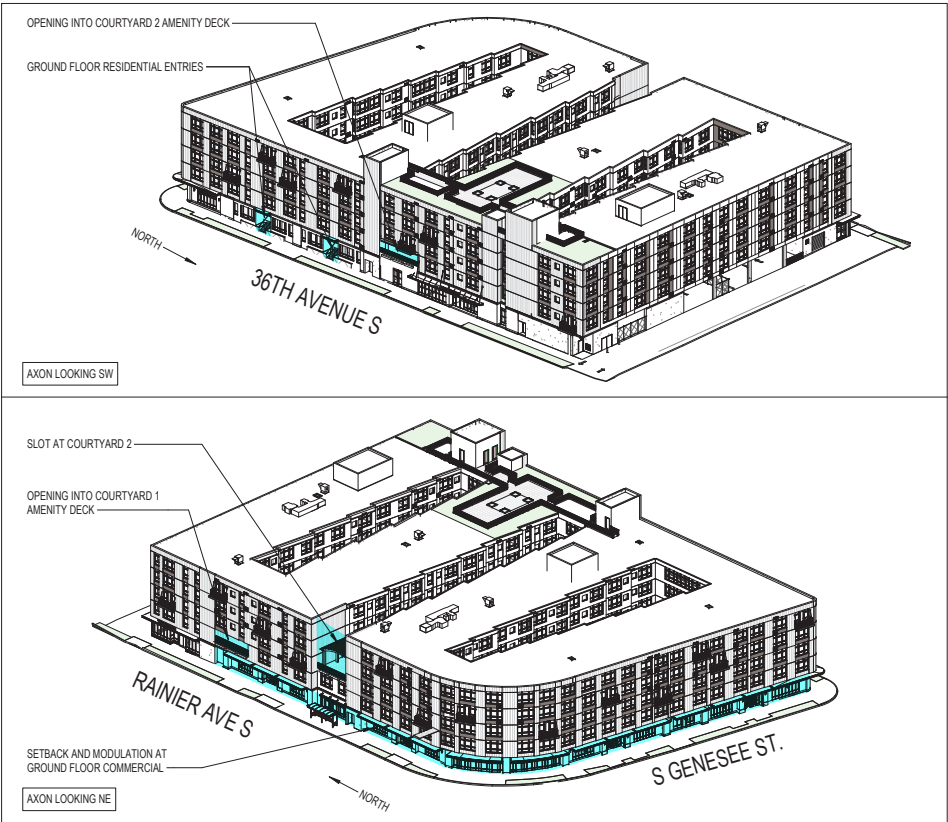 OPENING INTO COURTYARD 2 AMENITY DECK
GROUND FLOOR RESIDENTIAL ENTRIES
NORTH
36TH AVENUE S
AXON LOOKING SW
SLOT AT COURTYARD 2
OPENING INTO COURTYARD 1
AMENITY DECK
RAINIER AVE S
S GENESEE ST.
SETBACK AND MODULATION AT
GROUND FLOOR COMMERCIAL
NORTH
AXON LOOKING NE